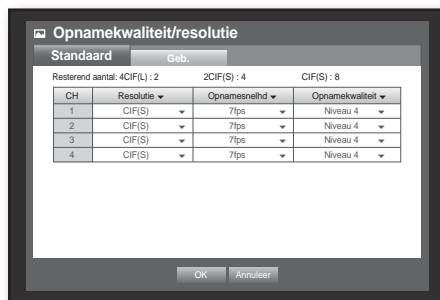 Opnamekwaliteit/resolutie
Standaard Geb.
Resterend aantal: 4CIF(L) : 2 2CIF(S) : 4 CIF(S) : 8
CH Resolutie Opnamesnelhd Opnamekwaliteit
1 CIF(S) 7fps Niveau 4
2 CIF(S) 7fps Niveau 4
3 CIF(S) 7fps Niveau 4
4 CIF(S) 7fps Niveau 4
OK Annuleer